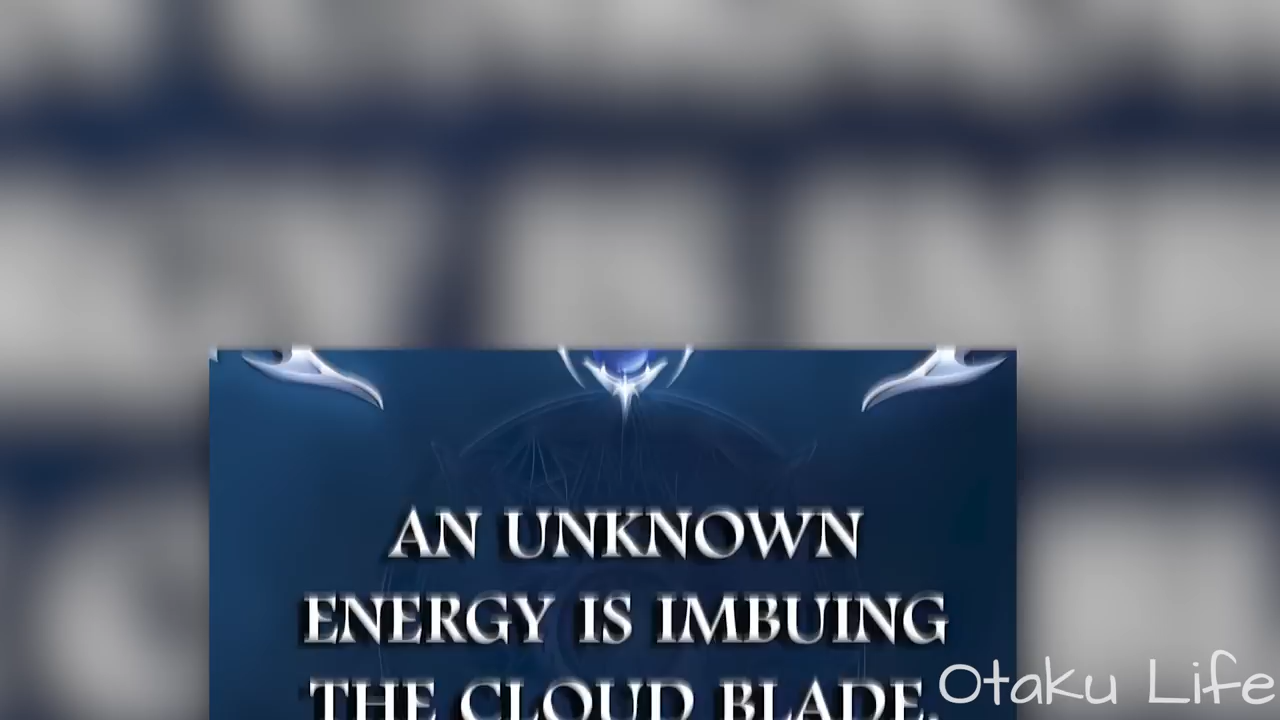 AN UNKNOWN
ENERGY IS IMBUING
THE CLOUD BLADE.
Otaku Life